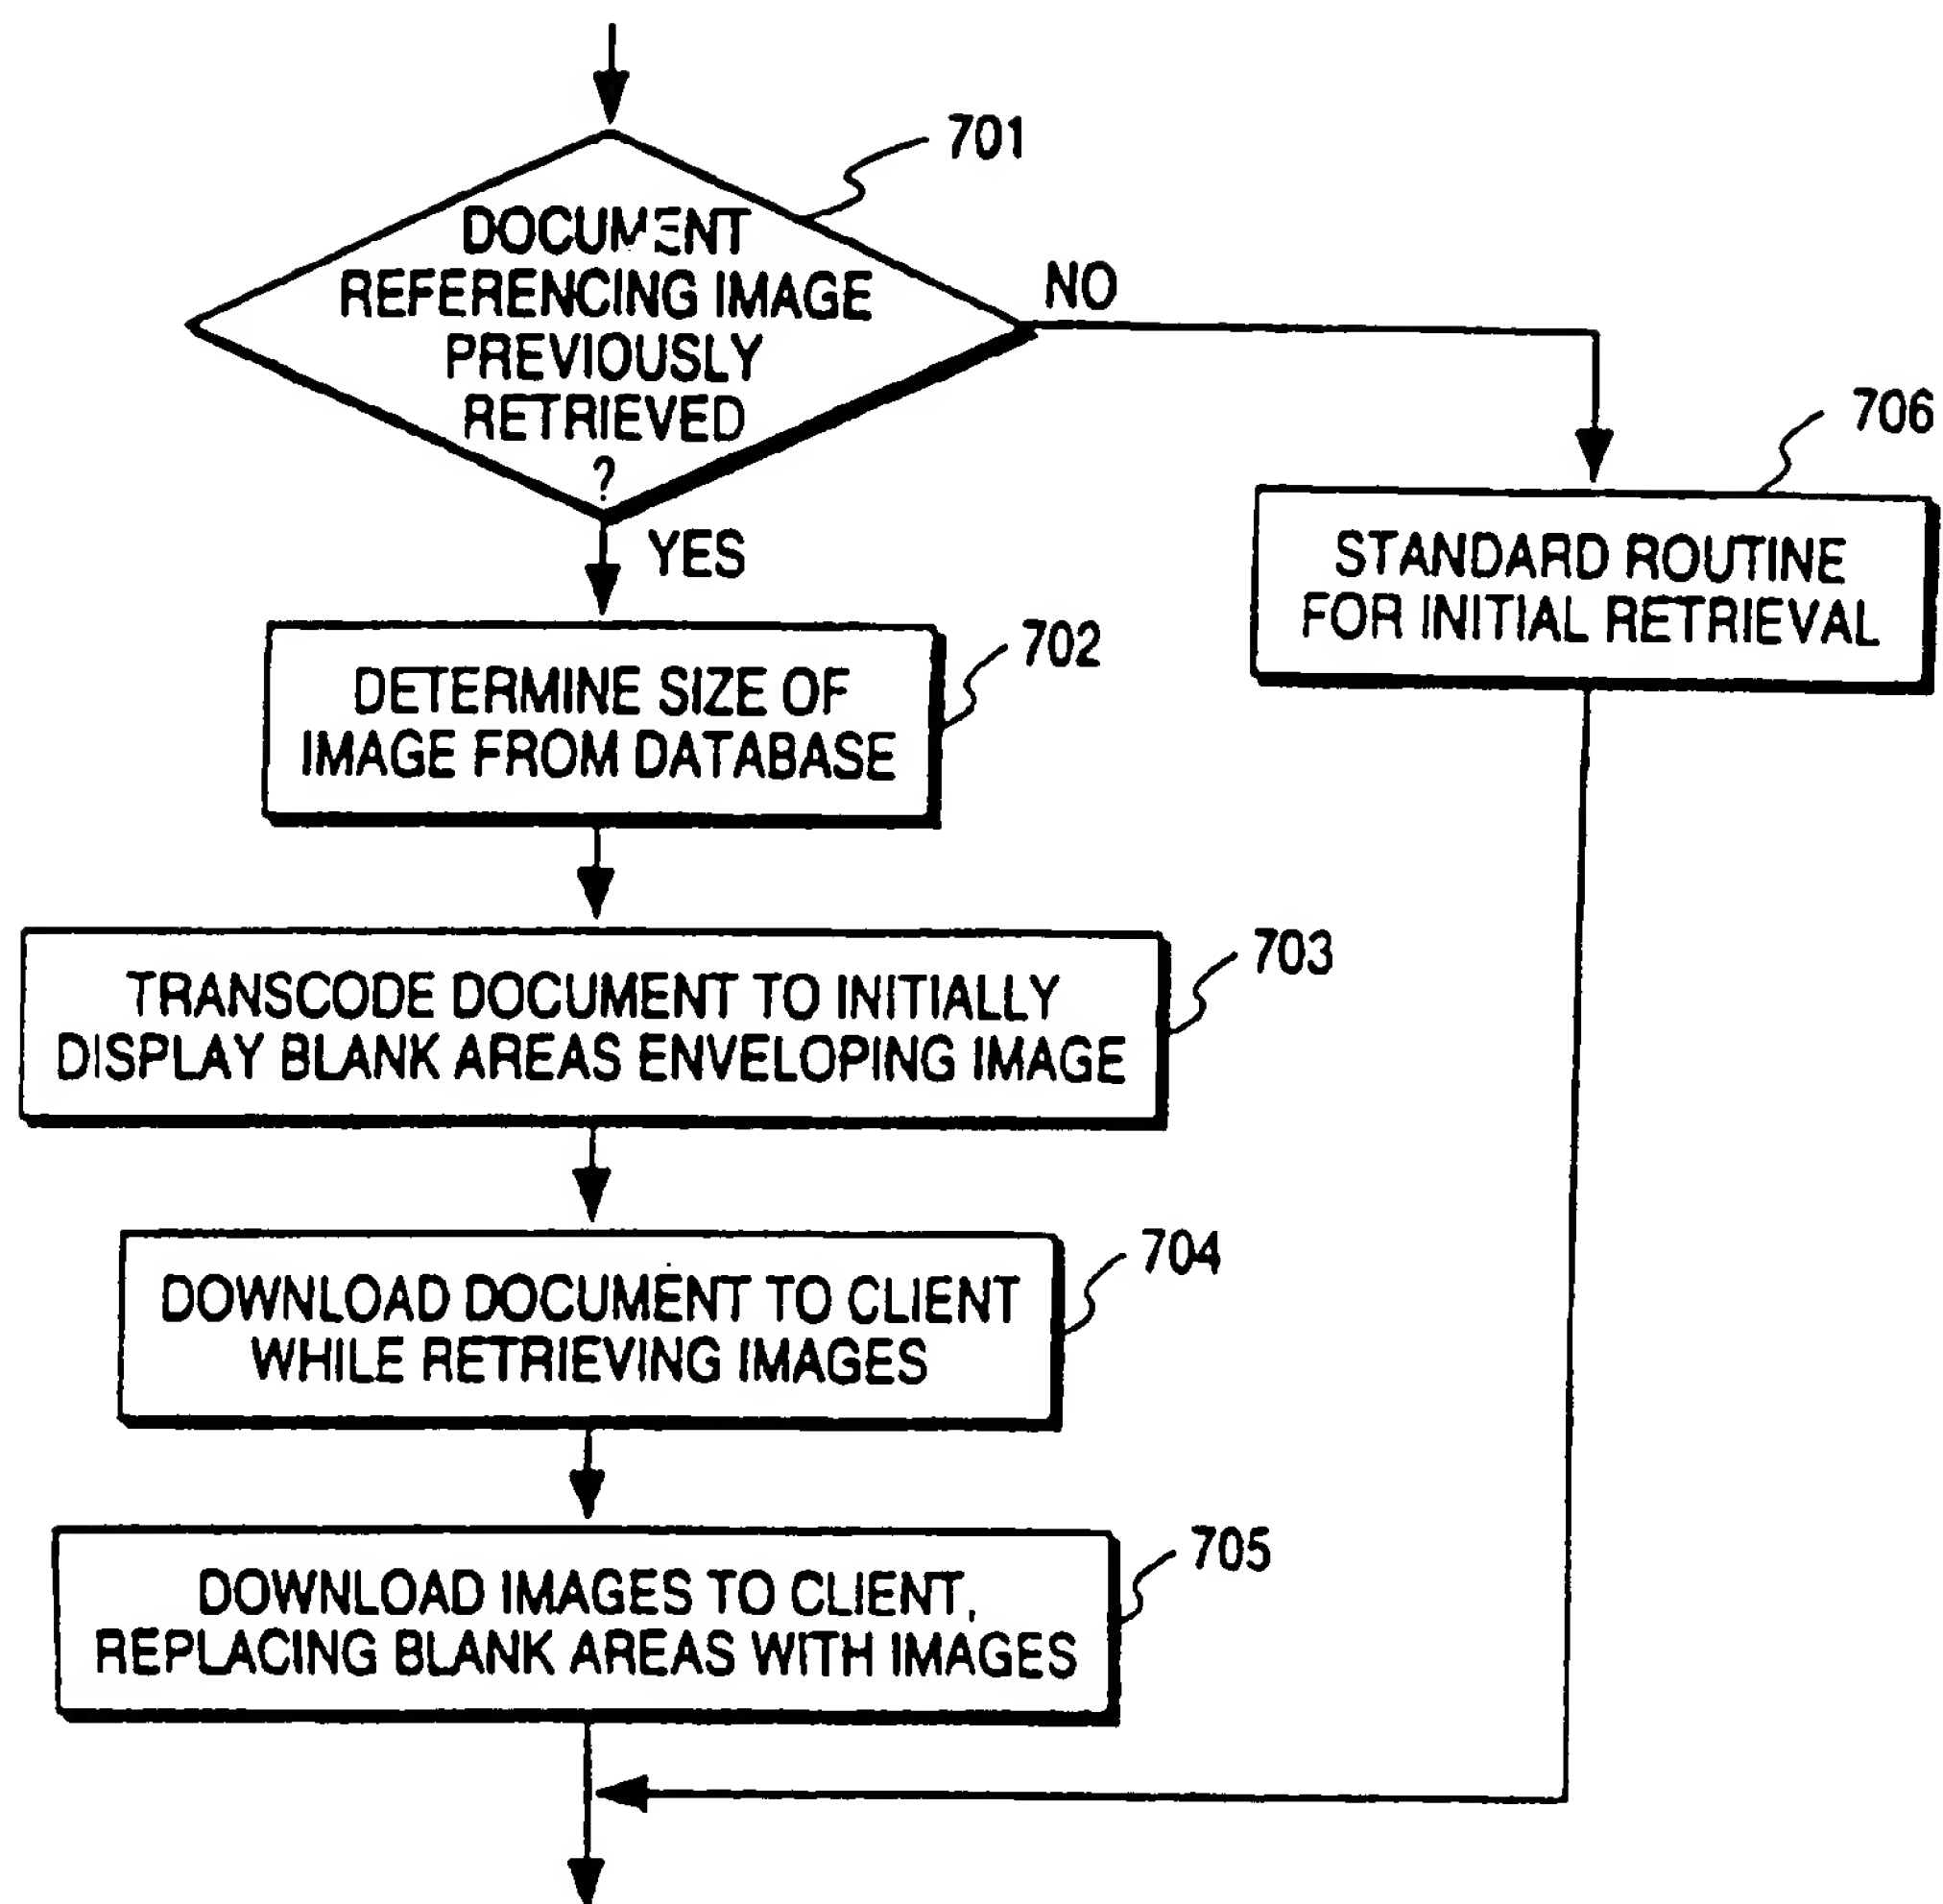 701
DOCUMENT
REFERENCING IMAGE
PREVIOUSLY
RETRIEVED
?
NO
YES
706
STANDARD ROUTINE
FOR INITIAL RETRIEVAL
702
DETERMINE SIZE OF
IMAGE FROM DATABASE
703
TRANSCODE DOCUMENT TO INITIALLY
DISPLAY BLANK AREAS ENVELOPING IMAGE
704
DOWNLOAD DOCUMENT TO CLIENT
WHILE RETRIEVING IMAGES
705
DOWNLOAD IMAGES TO CLIENT,
REPLACING BLANK AREAS WITH IMAGES